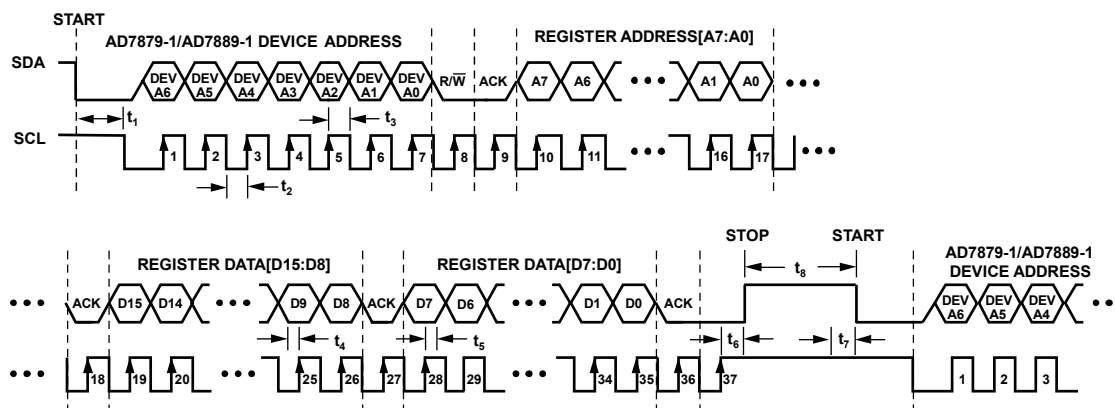 START
AD7879-1/AD7889-1 DEVICE ADDRESS
REGISTER ADDRESS[A7:A0]
SDA
DEV A6 DEV A5 DEV A4 DEV A3 DEV A2 DEV A1 DEV A0 R/W̅ ACK A7 A6 A1 A0
t1 t3
SCL
1 2 3 4 5 6 7 8 9 10 11 16 17
t2
STOP START
AD7879-1/AD7889-1
DEVICE ADDRESS
REGISTER DATA[D15:D8] REGISTER DATA[D7:D0]
t8
ACK D15 D14 D9 D8 ACK D7 D6 D1 D0 ACK DEV A6 DEV A5 DEV A4
t4 t5 t6 t7
18 19 20 25 26 27 28 29 34 35 36 37 1 2 3